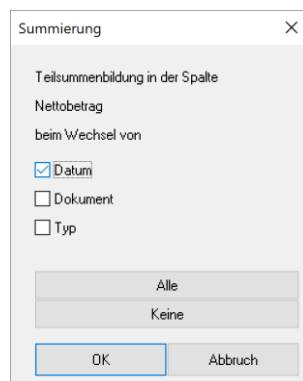 Summierung
Teilsummenbildung in der Spalte
Nettobetrag
beim Wechsel von
Datum
Dokument
Typ
Alle
Keine
OK
Abbruch